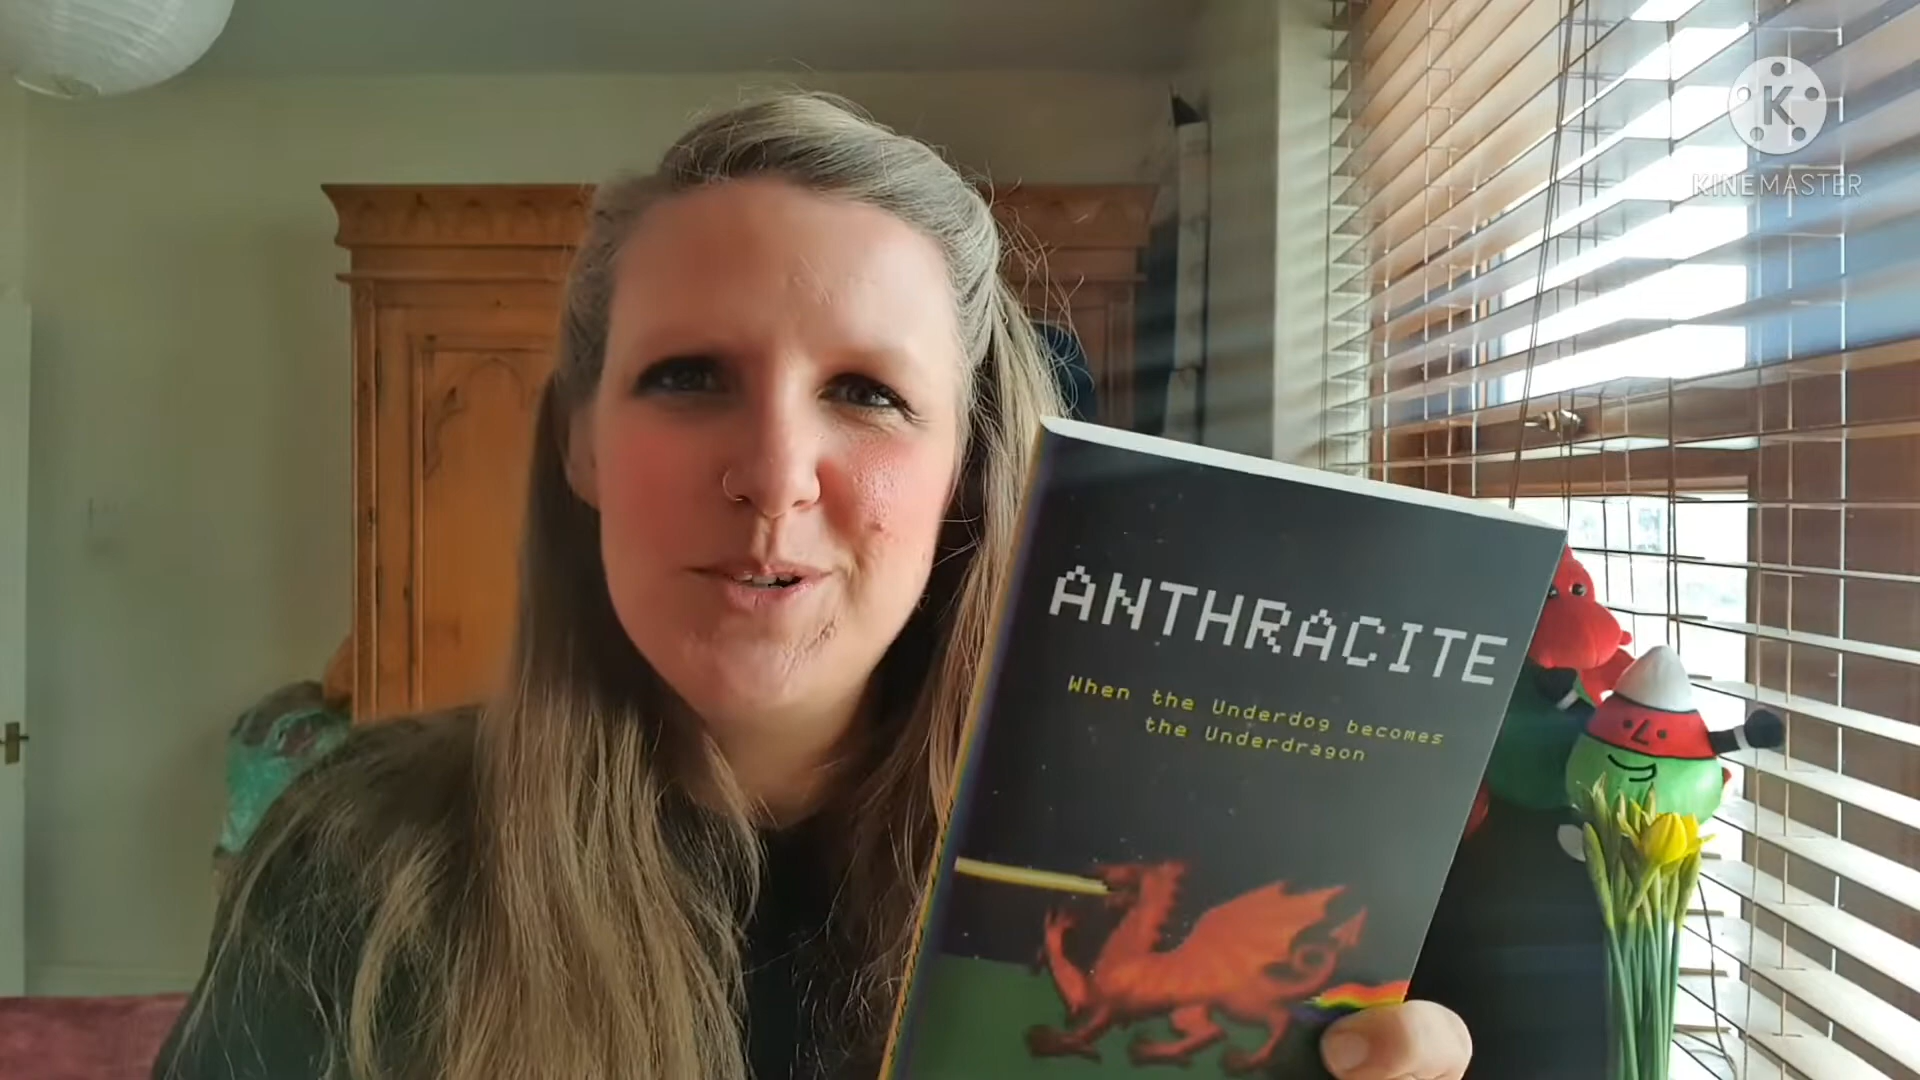 K
KINEMASTER
ANTHRACITE
When the Underdog becomes
the Underdragon